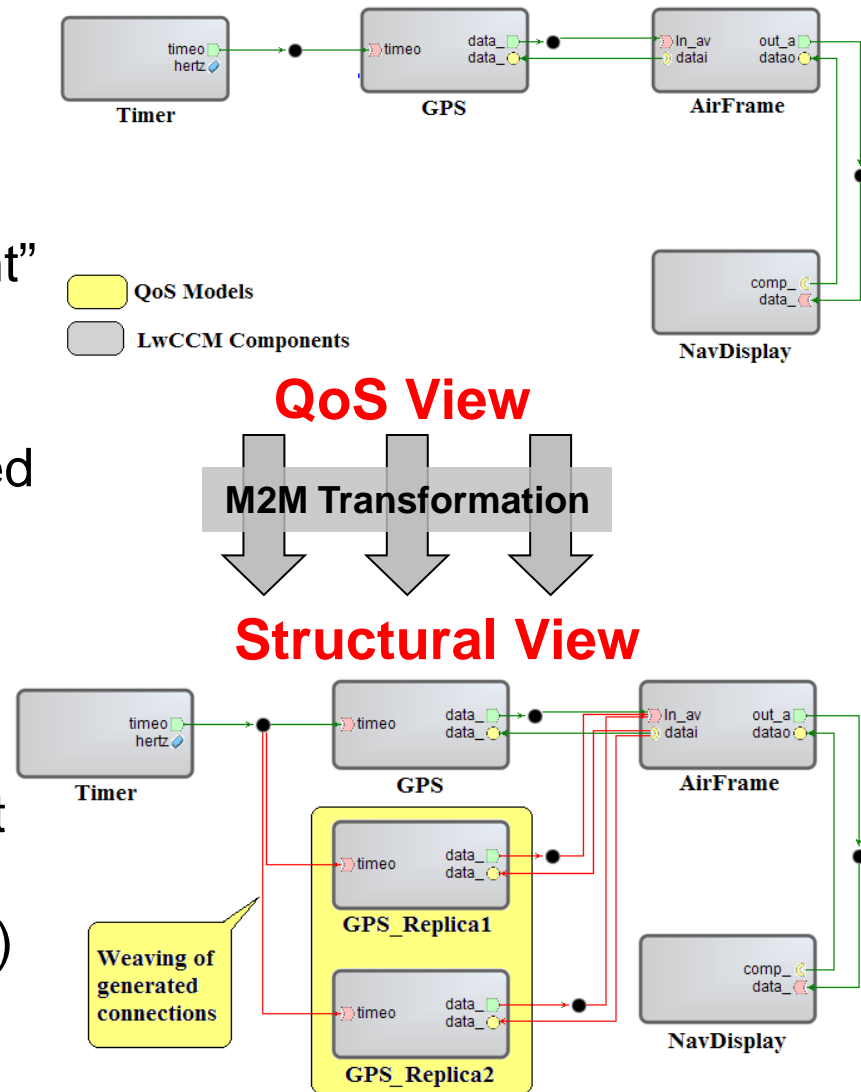 timeo
hertz
Timer
timeo
data_
data_
GPS
In_av
datai
out_a
datao
AirFrame
nt”
QoS Models
LwCCM Components
comp_
data_
NavDisplay
QoS View
ed
M2M Transformation
Structural View
timeo
hertz
Timer
timeo
data_
data_
GPS
In_av
datai
out_a
datao
AirFrame
t
timeo
data_
data_
GPS_Replica1
)
Weaving of
generated
connections
timeo
data_
data_
GPS_Replica2
comp_
data_
NavDisplay